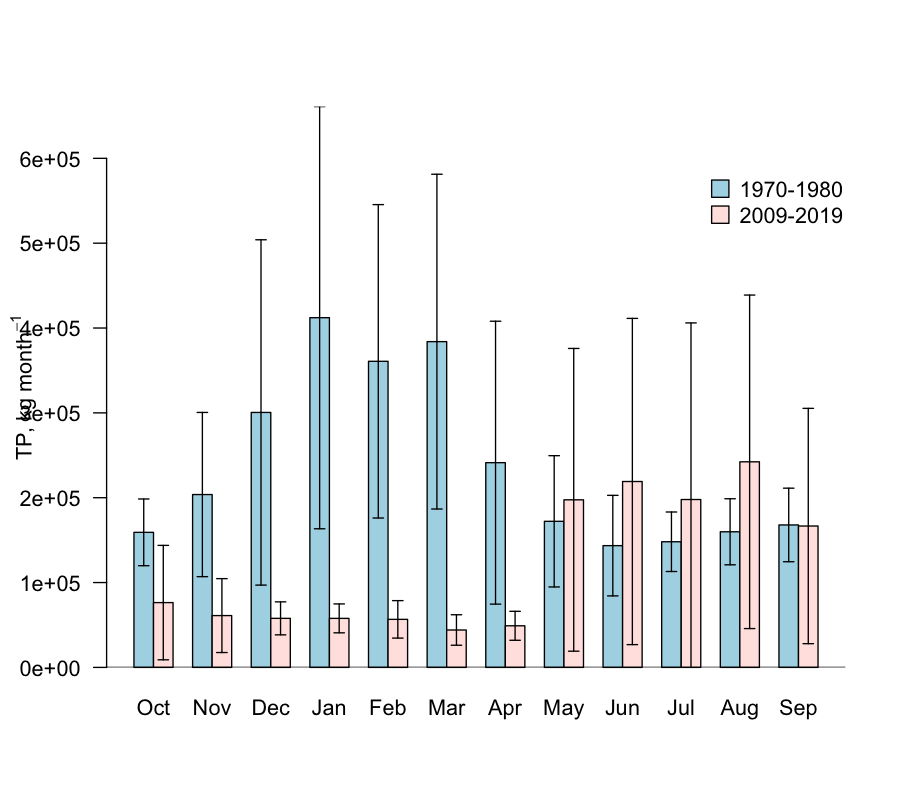 6e+05
5e+05
4e+05
3e+05
2e+05
1e+05
0e+00
TP, kg month⁻¹
1970-1980
2009-2019
Oct Nov Dec Jan Feb Mar Apr May Jun Jul Aug Sep